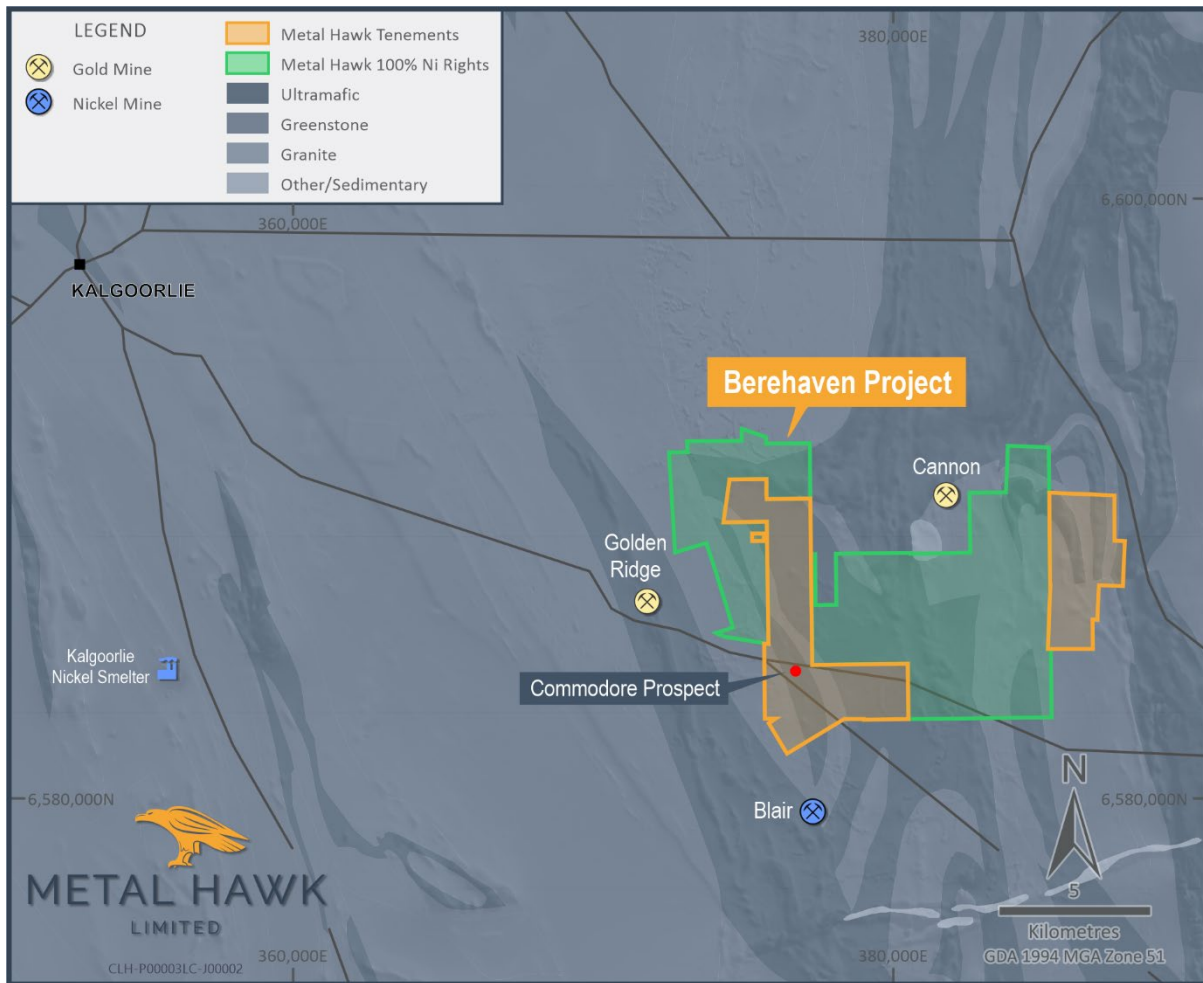 LEGEND
Gold Mine
Nickel Mine
Metal Hawk Tenements
Metal Hawk 100% Ni Rights
Ultramafic
Greenstone
Granite
Other/Sedimentary
380,000E
6,600,000N
360,000E
KALGOORLIE
Berehaven Project
Cannon
Golden
Ridge
Kalgoorlie
Nickel Smelter
Commodore Prospect
6,580,000N
6,580,000N
Blair
N
5
Kilometres
GDA 1994 MGA Zone 51
METAL HAWK
LIMITED
CLH-P00003LC-J00002
360,000E
380,000E